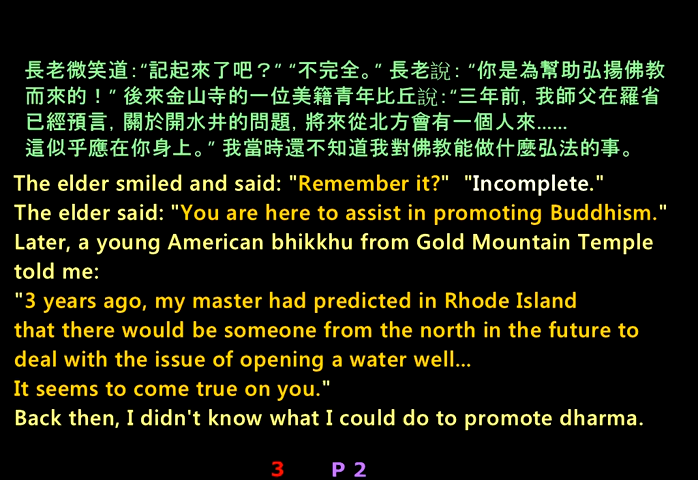 長老微笑道：“記起來了吧？” “不完全。” 長老說： “你是為幫助弘揚佛教
而來的！” 後來金山寺的一位美籍青年比丘說：“三年前, 我師父在羅省
已經預言, 關於開水井的問題, 將來從北方會有一個人來......
這似乎應在你身上。” 我當時還不知道我對佛教能做什麼弘法的事。
The elder smiled and said: "Remember it?"  "Incomplete."
The elder said: "You are here to assist in promoting Buddhism."
Later, a young American bhikkhu from Gold Mountain Temple
told me:
"3 years ago, my master had predicted in Rhode Island
that there would be someone from the north in the future to
deal with the issue of opening a water well...
It seems to come true on you."
Back then, I didn't know what I could do to promote dharma.
3 P 2